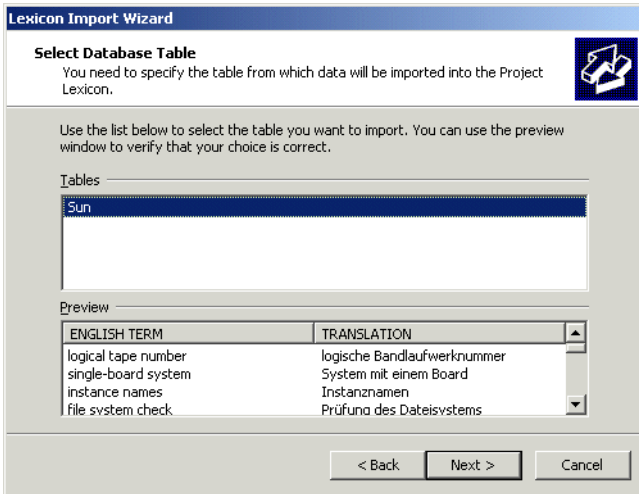 Lexicon Import Wizard
Select Database Table
You need to specify the table from which data will be imported into the Project
Lexicon.
Use the list below to select the table you want to import. You can use the preview
window to verify that your choice is correct.
Tables
Sun
Preview
ENGLISH TERM TRANSLATION
logical tape number logische Bandlaufwerknummer
single-board system System mit einem Board
instance names Instanznamen
file system check Prüfung des Dateisystems
< Back Next > Cancel